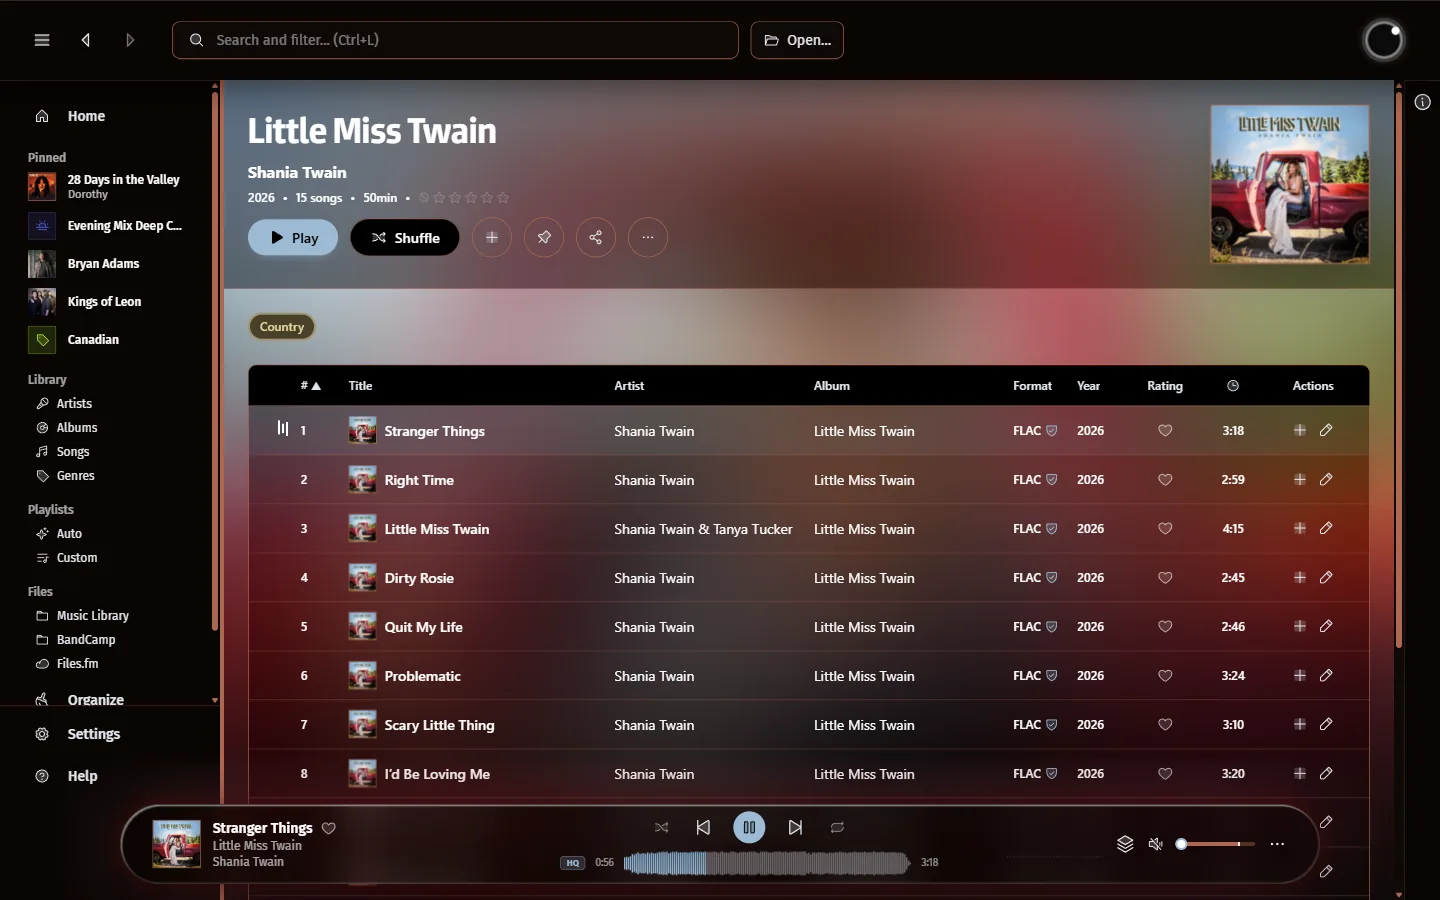 Search and filter... (Ctrl+L)
Open...
Home
Pinned
28 Days in the Valley
Dorothy
Evening Mix Deep C...
Bryan Adams
Kings of Leon
Canadian
Library
Artists
Albums
Songs
Genres
Playlists
Auto
Custom
Files
Music Library
BandCamp
Files.fm
Organize
Settings
Help
Little Miss Twain
Shania Twain
2026 • 15 songs • 50min •
Play
Shuffle
LITTLE MISS TWAIN
SHANIA TWAIN
Country
# Title Artist Album Format Year Rating Actions
1 Stranger Things Shania Twain Little Miss Twain FLAC 2026 3:18
2 Right Time Shania Twain Little Miss Twain FLAC 2026 2:59
3 Little Miss Twain Shania Twain & Tanya Tucker Little Miss Twain FLAC 2026 4:15
4 Dirty Rosie Shania Twain Little Miss Twain FLAC 2026 2:45
5 Quit My Life Shania Twain Little Miss Twain FLAC 2026 2:46
6 Problematic Shania Twain Little Miss Twain FLAC 2026 3:24
7 Scary Little Thing Shania Twain Little Miss Twain FLAC 2026 3:10
8 I'd Be Loving Me Shania Twain Little Miss Twain FLAC 2026 3:20
Stranger Things
Little Miss Twain
Shania Twain
HQ 0:56 3:18